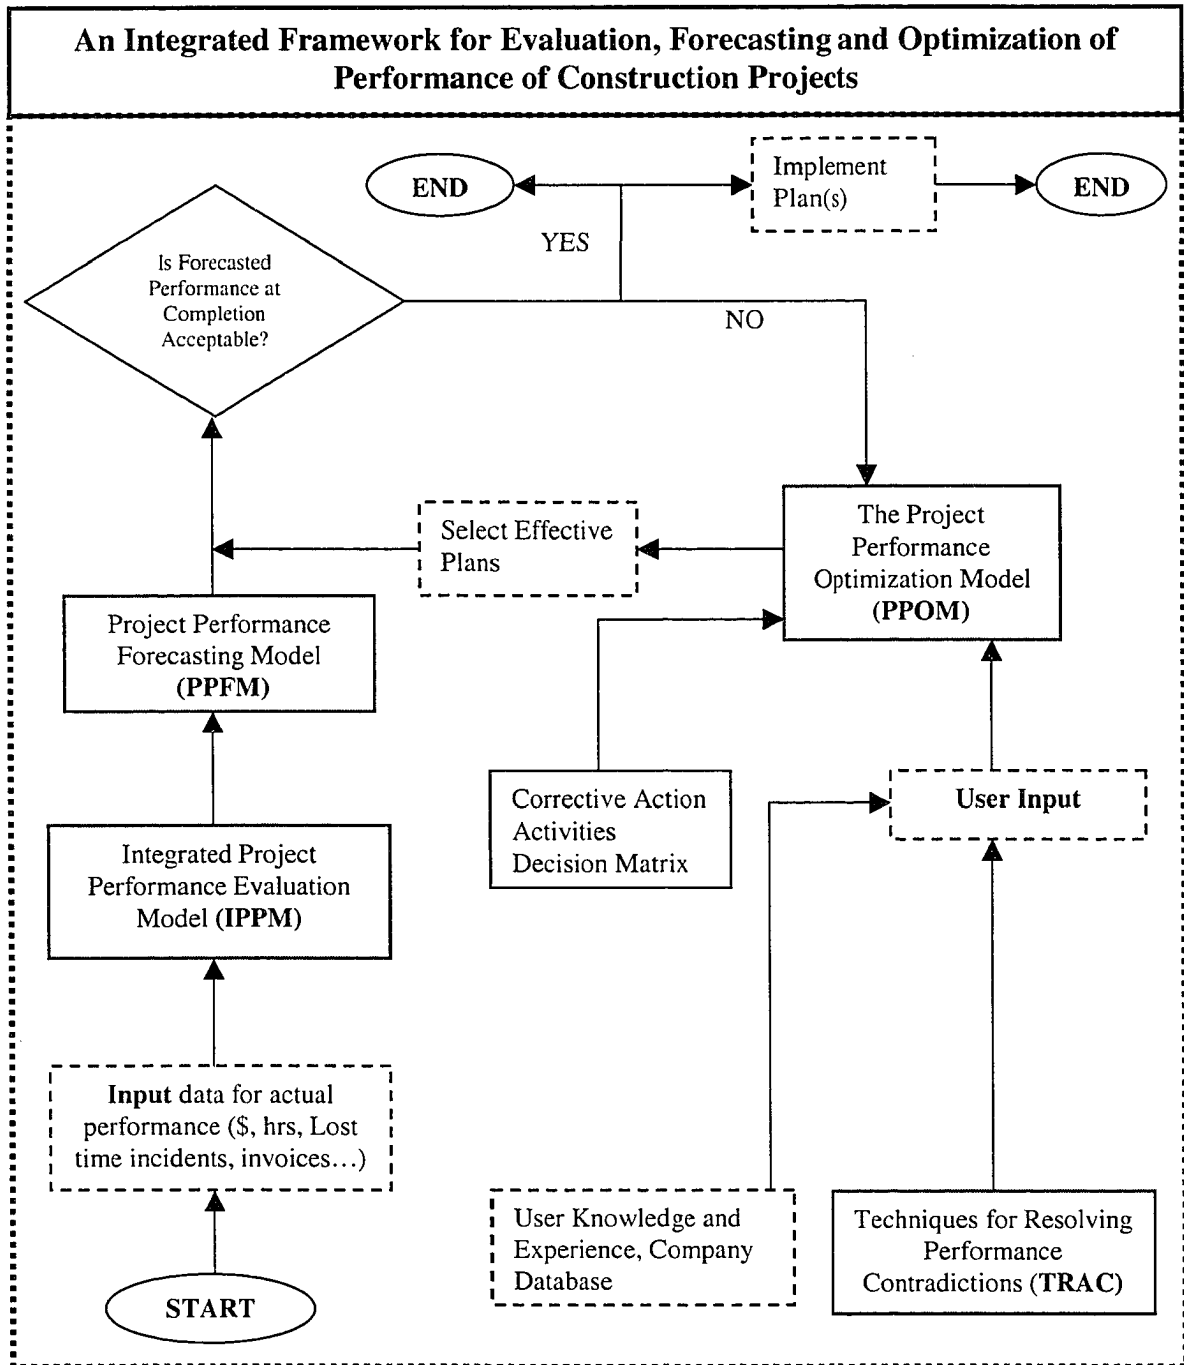 An Integrated Framework for Evaluation, Forecasting and Optimization of
Performance of Construction Projects
END
Implement
Plan(s)
END
YES
Is Forecasted
Performance at
Completion
Acceptable?
NO
Select Effective
Plans
The Project
Performance
Optimization Model
(PPOM)
Project Performance
Forecasting Model
(PPFM)
Corrective Action
Activities
Decision Matrix
User Input
Integrated Project
Performance Evaluation
Model (IPPM)
Input data for actual
performance ($, hrs, Lost
time incidents, invoices…)
User Knowledge and
Experience, Company
Database
Techniques for Resolving
Performance
Contradictions (TRAC)
START